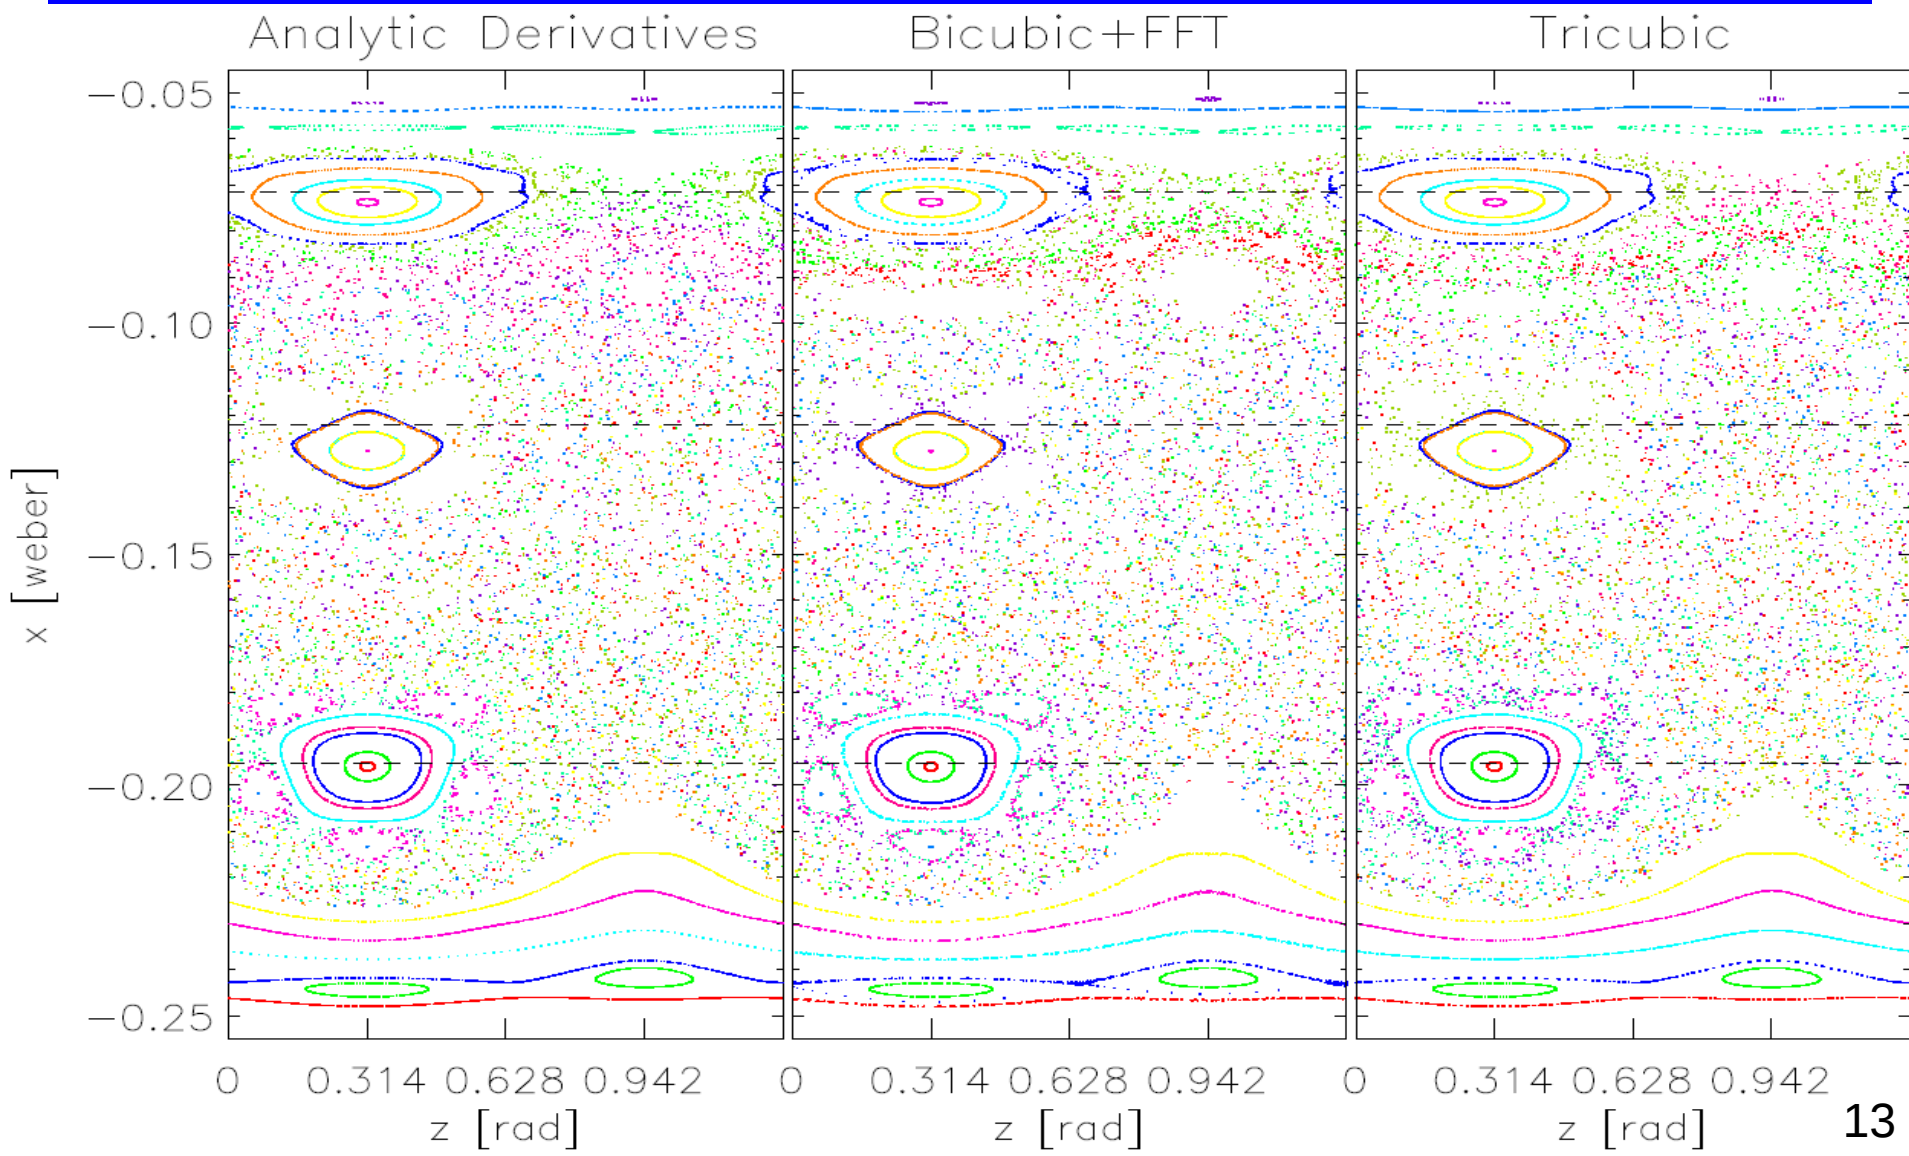 Analytic Derivatives
Bicubic+FFT
Tricubic
−0.05
−0.10
−0.15
−0.20
−0.25
x [weber]
0 0.314 0.628 0.942
0 0.314 0.628 0.942
0 0.314 0.628 0.942
z [rad]
z [rad]
z [rad]
13